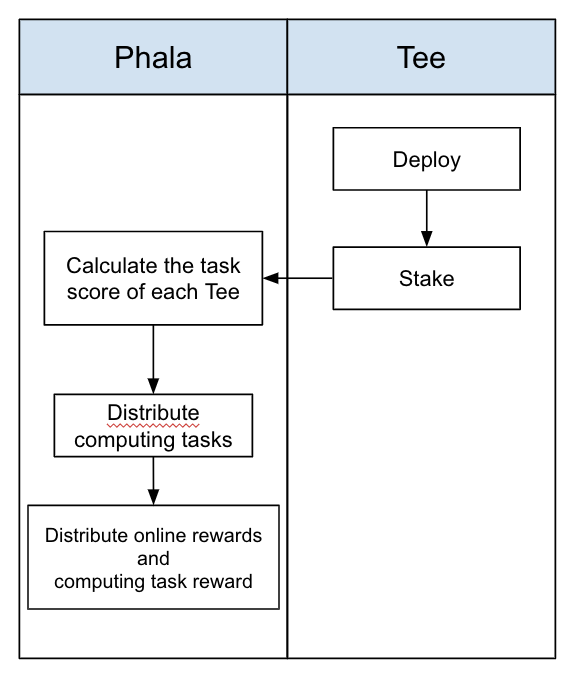 Phala
Tee
Deploy
Stake
Calculate the task
score of each Tee
Distribute
computing tasks
Distribute online rewards
and
computing task reward